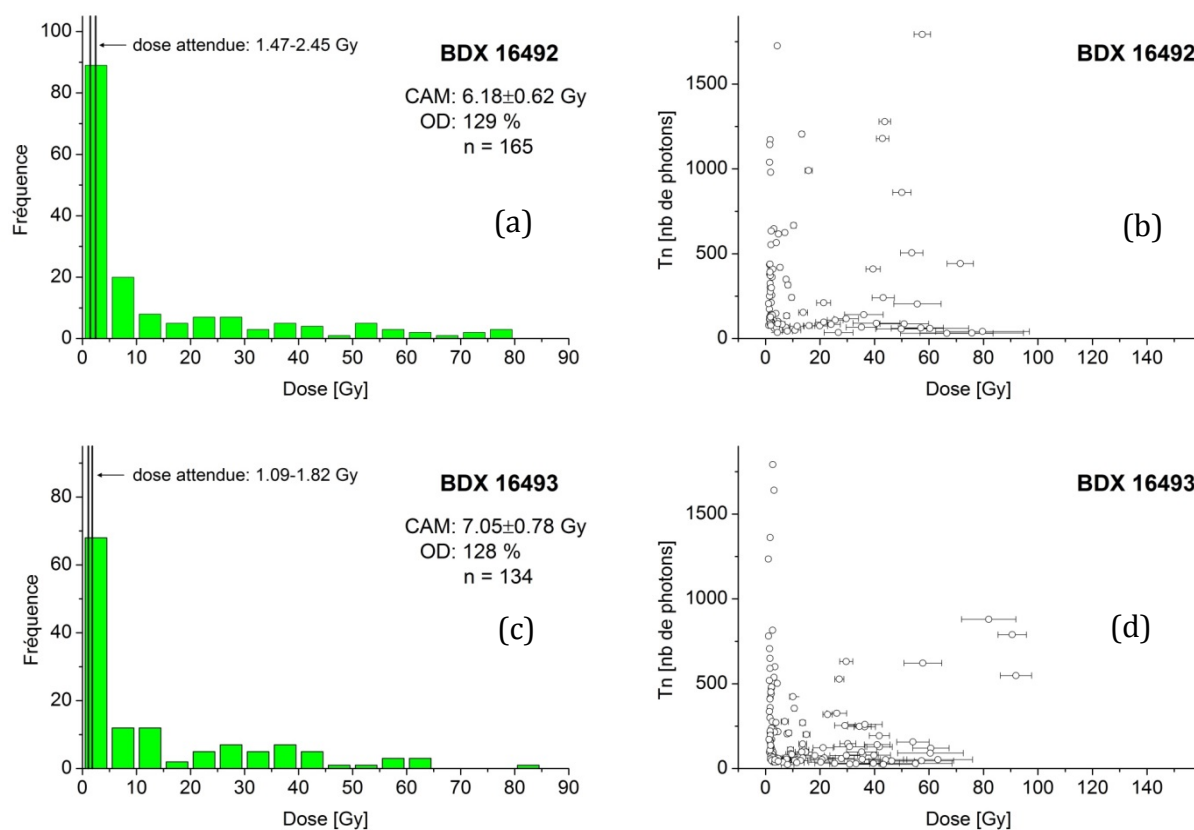 100
80
60
40
20
0
Fréquence
dose attendue: 1.47-2.45 Gy
BDX 16492
CAM: 6.18±0.62 Gy
OD: 129 %
n = 165
(a)
0 10 20 30 40 50 60 70 80 90
Dose [Gy]
1500
1000
500
0
Tn [nb de photons]
BDX 16492
(b)
0 20 40 60 80 100 120 140
Dose [Gy]
80
60
40
20
0
Fréquence
dose attendue: 1.09-1.82 Gy
BDX 16493
CAM: 7.05±0.78 Gy
OD: 128 %
n = 134
(c)
0 10 20 30 40 50 60 70 80 90
Dose [Gy]
1500
1000
500
0
Tn [nb de photons]
BDX 16493
(d)
0 20 40 60 80 100 120 140
Dose [Gy]